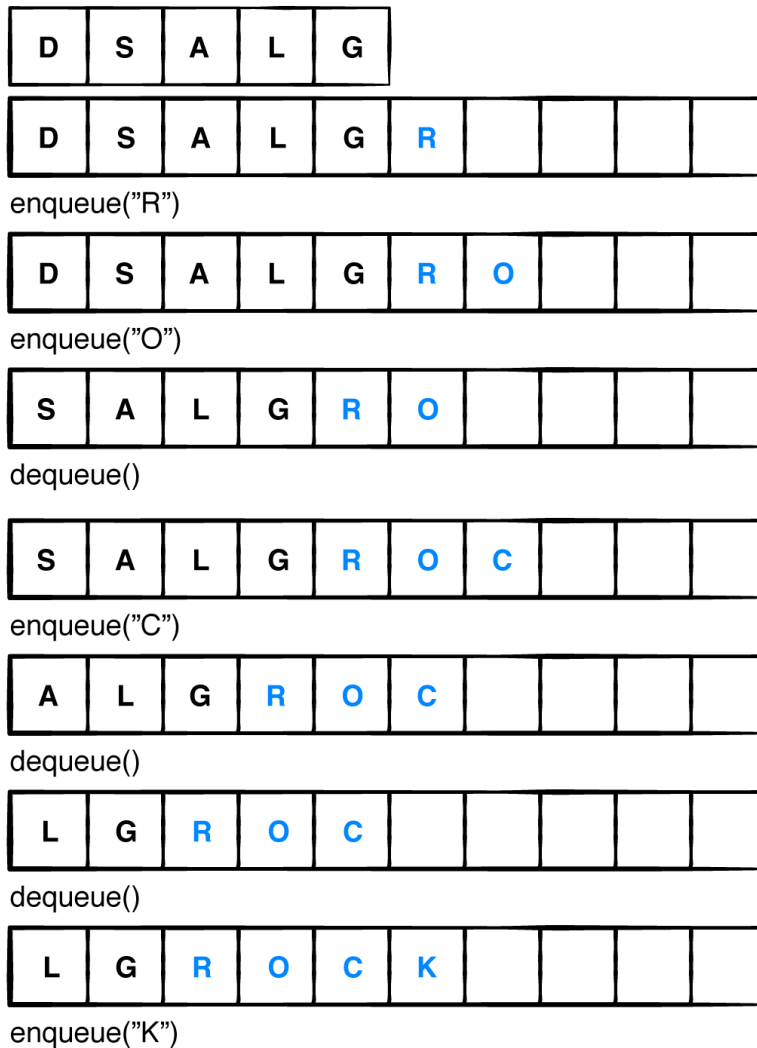 D S A L G
D S A L G R
enqueue(”R”)
D S A L G R O
enqueue(”O”)
S A L G R O
dequeue()
S A L G R O C
enqueue(”C”)
A L G R O C
dequeue()
L G R O C
dequeue()
L G R O C K
enqueue(”K”)